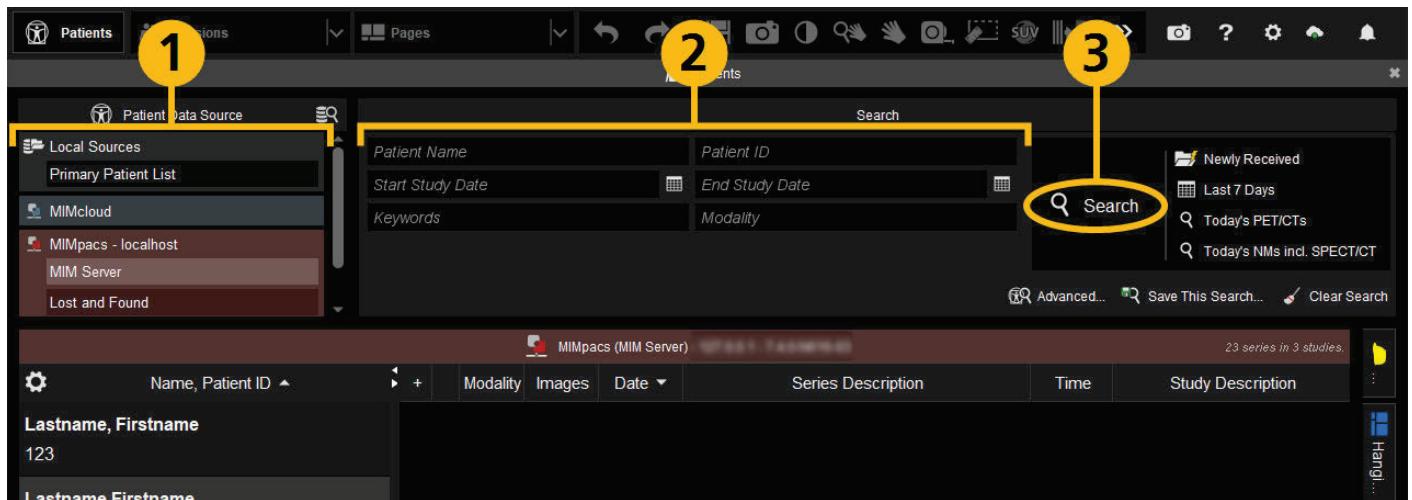 Patients
Pages
SUV
1
2
3
Patient Data Source
Search
Local Sources
Primary Patient List
MIMcloud
MIMpacs - localhost
MIM Server
Lost and Found
Patient Name
Patient ID
Start Study Date
End Study Date
Keywords
Modality
Search
Newly Received
Last 7 Days
Today's PET/CTs
Today's NMs incl. SPECT/CT
Advanced...
Save This Search...
Clear Search
MIMpacs (MIM Server)
23 series in 3 studies.
Name, Patient ID
+ Modality Images Date Series Description Time Study Description
Lastname, Firstname
123
Lastname Firstname
...
Hangi...